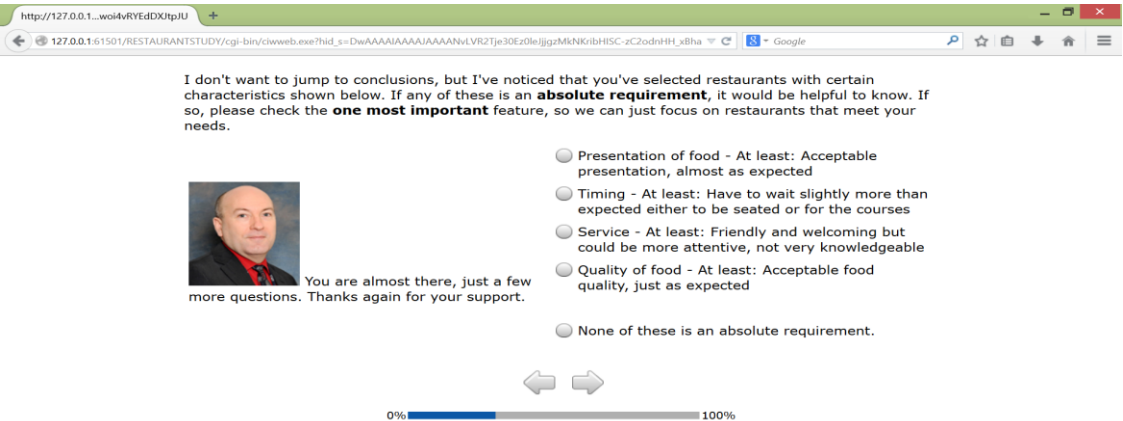 http://127.0.0.1...woi4vRYEdDXJtpJU
127.0.0.1:61501/RESTAURANTSTUDY/cgi-bin/ciwweb.exe?hid_s=DwAAAAIAAAAJAAAANvLVR2Tje30Ez0leJjgzMkNKribHISC-zC2odnHH_xBha
Google
I don't want to jump to conclusions, but I've noticed that you've selected restaurants with certain
characteristics shown below. If any of these is an absolute requirement, it would be helpful to know. If
so, please check the one most important feature, so we can just focus on restaurants that meet your
needs.
Presentation of food - At least: Acceptable
presentation, almost as expected
Timing - At least: Have to wait slightly more than
expected either to be seated or for the courses
Service - At least: Friendly and welcoming but
could be more attentive, not very knowledgeable
Quality of food - At least: Acceptable food
quality, just as expected
You are almost there, just a few
more questions. Thanks again for your support.
None of these is an absolute requirement.
0%
100%